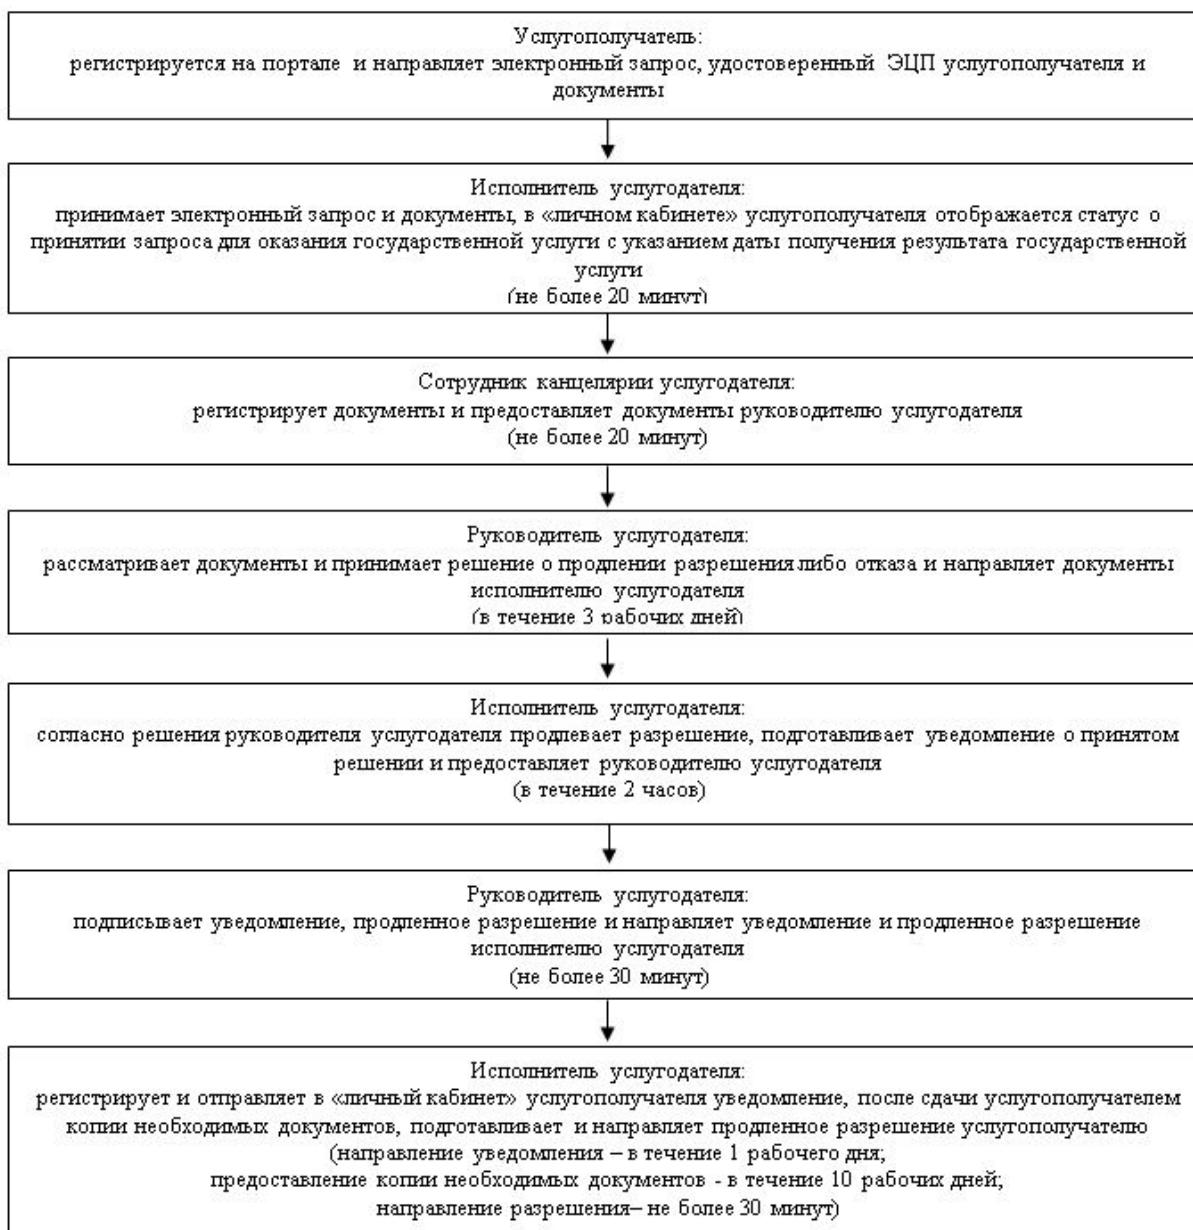 Услугополучатель:
регистрируется на портале и направляет электронный запрос, удостоверенный ЭЦП услугополучателя и
документы
Исполнитель услугодателя:
принимает электронный запрос и документы, в «личном кабинете» услугополучателя отображается статус о
принятии запроса для оказания государственной услуги с указанием даты получения результата государственной
услуги
(не более 20 минут)
Сотрудник канцелярии услугодателя:
регистрирует документы и предоставляет документы руководителю услугодателя
(не более 20 минут)
Руководитель услугодателя:
рассматривает документы и принимает решение о продлении разрешения либо отказа и направляет документы
исполнителю услугодателя
(в течение 3 рабочих дней)
Исполнитель услугодателя:
согласно решения руководителя услугодателя продлевает разрешение, подготавливает уведомление о принятом
решении и предоставляет руководителю услугодателя
(в течение 2 часов)
Руководитель услугодателя:
подписывает уведомление, продленное разрешение и направляет уведомление и продленное разрешение
исполнителю услугодателя
(не более 30 минут)
Исполнитель услугодателя:
регистрирует и отправляет в «личный кабинет» услугополучателя уведомление, после сдачи услугополучателем
копии необходимых документов, подготавливает и направляет продленное разрешение услугополучателю
(направление уведомления – в течение 1 рабочего дня;
предоставление копии необходимых документов - в течение 10 рабочих дней;
направление разрешения– не более 30 минут)